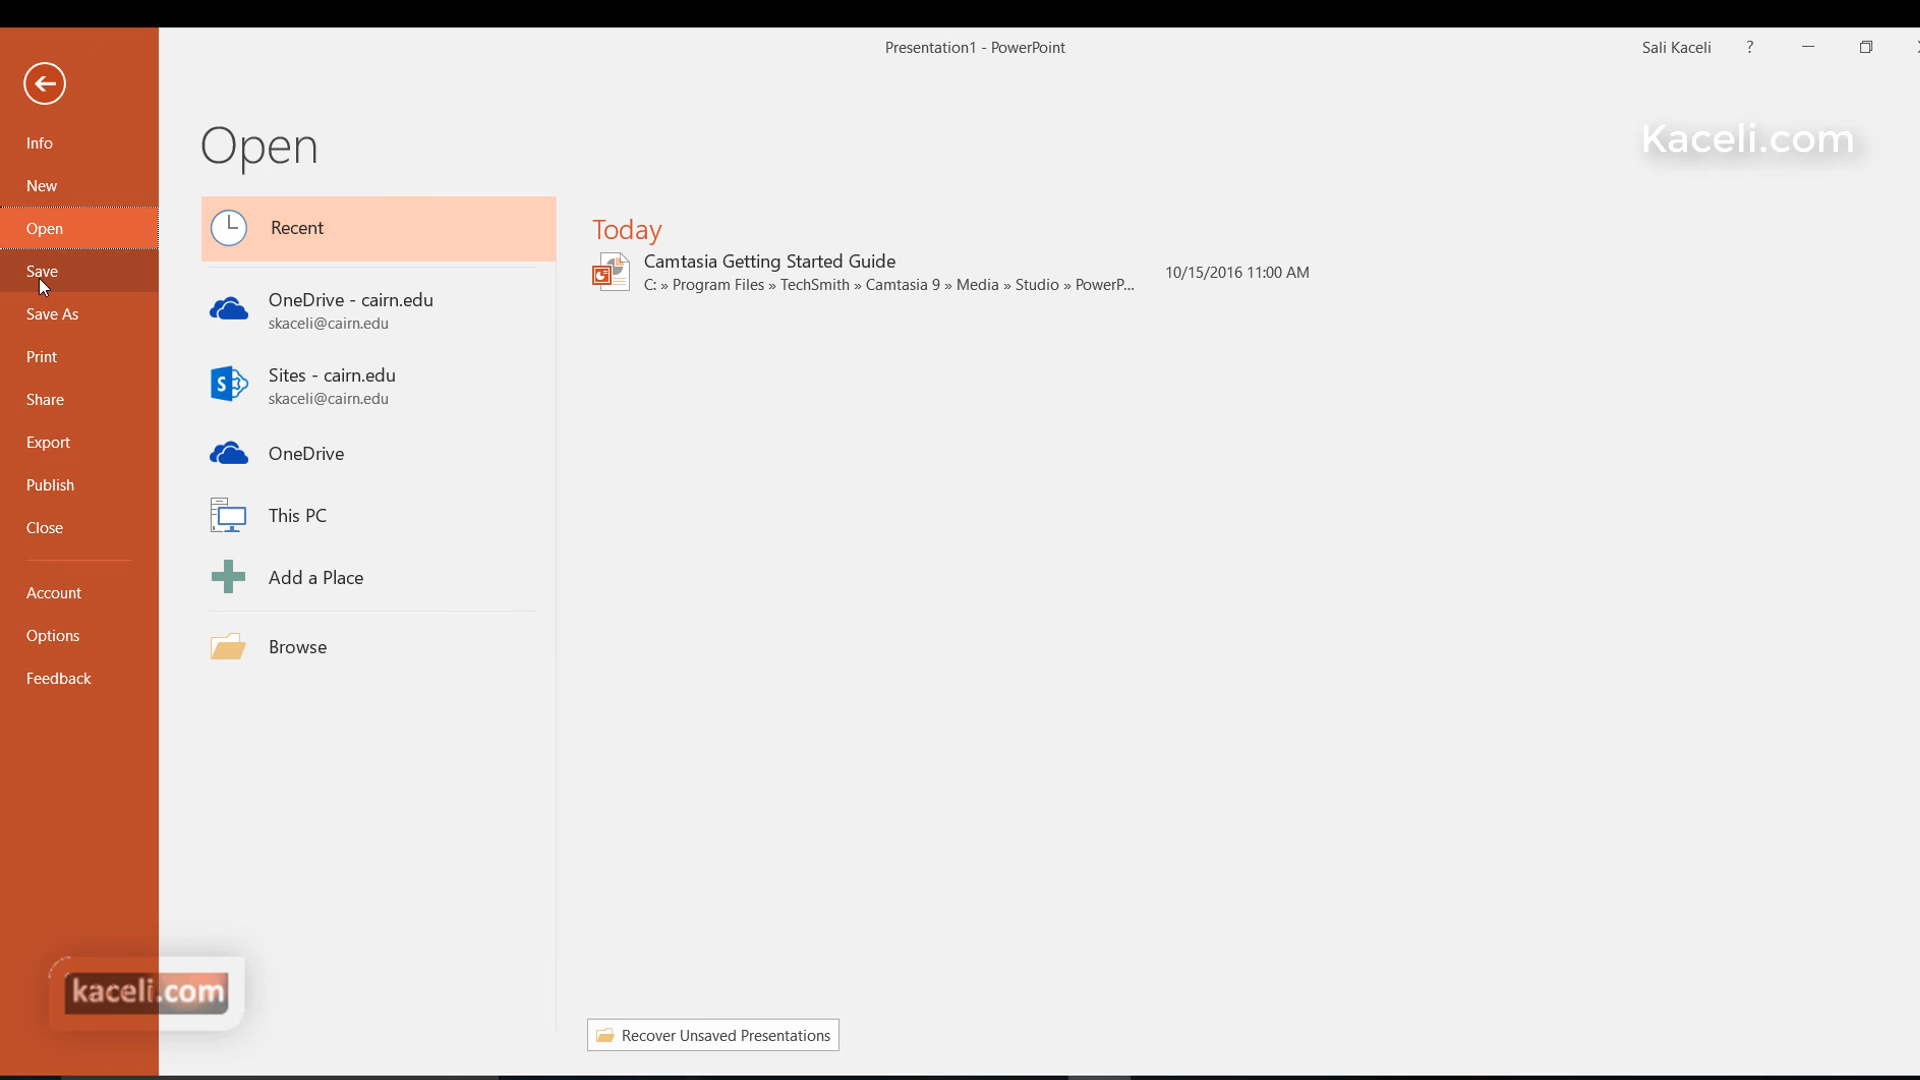 Presentation1 - PowerPoint
Sali Kaceli
?
Kaceli.com
Info
New
Open
Save
Save As
Print
Share
Export
Publish
Close
Account
Options
Feedback
Open
Recent
OneDrive - cairn.edu
skaceli@cairn.edu
Sites - cairn.edu
skaceli@cairn.edu
OneDrive
This PC
Add a Place
Browse
Today
Camtasia Getting Started Guide
C: » Program Files » TechSmith » Camtasia 9 » Media » Studio » PowerP...
10/15/2016 11:00 AM
Recover Unsaved Presentations
kaceli.com